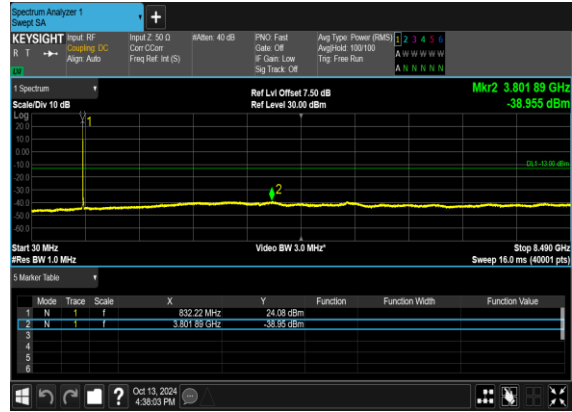 Spectrum Analyzer 1
Swept SA
+
KEYSIGHT Input: RF Input Z: 50 Ω #Atten: 40 dB PNO: Fast Avg Type: Power (RMS) 1 2 3 4 5 6
R T Coupling: DC Corr CCorr Gate: Off Avg|Hold: 100/100 A W W W W W
Align: Auto Freq Ref: Int (S) IF Gain: Low Trig: Free Run
Sig Track: Off A N N N N N
1 Spectrum
Scale/Div 10 dB Ref Lvl Offset 7.50 dB Mkr2 3.801 89 GHz
Ref Level 30.00 dBm -38.955 dBm
Log
20.0
10.0
0.00
-10.0
-20.0
-30.0
-40.0
-50.0
-60.0
1
2
DL1 -13.00 dBm
Start 30 MHz Video BW 3.0 MHz* Stop 8.490 GHz
#Res BW 1.0 MHz Sweep 16.0 ms (40001 pts)
5 Marker Table
Mode Trace Scale X Y Function Function Width Function Value
1 N 1 f 832.22 MHz 24.08 dBm
2 N 1 f 3.801 89 GHz -38.95 dBm
3
4
5
6
? Oct 13, 2024
4:38:03 PM